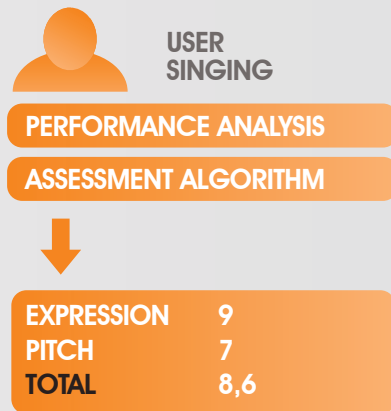 USER
SINGING
PERFORMANCE ANALYSIS
ASSESSMENT ALGORITHM
EXPRESSION 9
PITCH 7
TOTAL 8,6